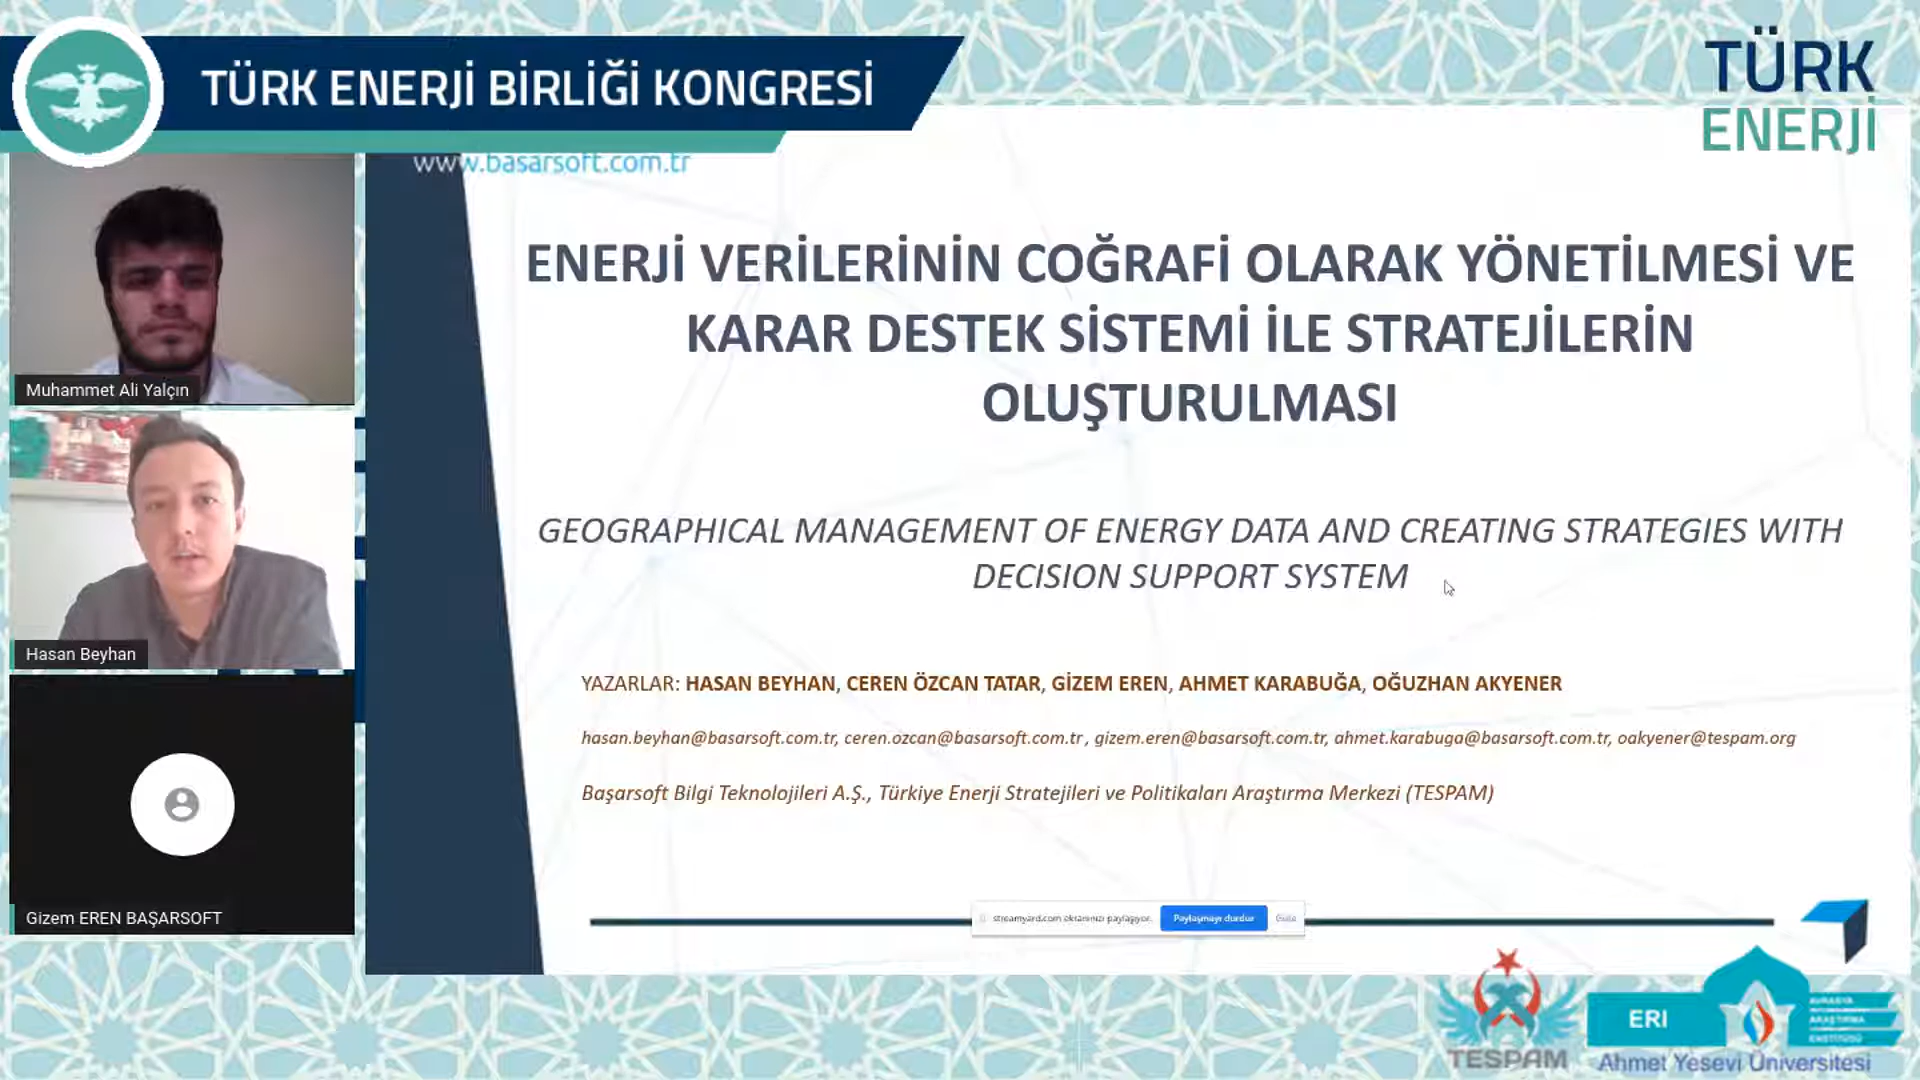 TÜRK ENERJİ BİRLİĞİ KONGRESİ
TÜRK
ENERJİ
www.basarsoft.com.tr
Muhammet Ali Yalçın
Hasan Beyhan
Gizem EREN BAŞARSOFT
ENERJİ VERİLERİNİN COĞRAFİ OLARAK YÖNETİLMESİ VE
KARAR DESTEK SİSTEMİ İLE STRATEJİLERİN
OLUŞTURULMASI
GEOGRAPHICAL MANAGEMENT OF ENERGY DATA AND CREATING STRATEGIES WITH
DECISION SUPPORT SYSTEM
YAZARLAR: HASAN BEYHAN, CEREN ÖZCAN TATAR, GİZEM EREN, AHMET KARABUĞA, OĞUZHAN AKYENER
hasan.beyhan@basarsoft.com.tr, ceren.ozcan@basarsoft.com.tr, gizem.eren@basarsoft.com.tr, ahmet.karabuga@basarsoft.com.tr, oakyener@tespam.org
Başarsoft Bilgi Teknolojileri A.Ş., Türkiye Enerji Stratejileri ve Politikaları Araştırma Merkezi (TESPAM)
streamyard.com ekranınızı paylaşıyor. Paylaşmayı durdur Gizle
TESPAM
ERI
Ahmet Yesevi Üniversitesi